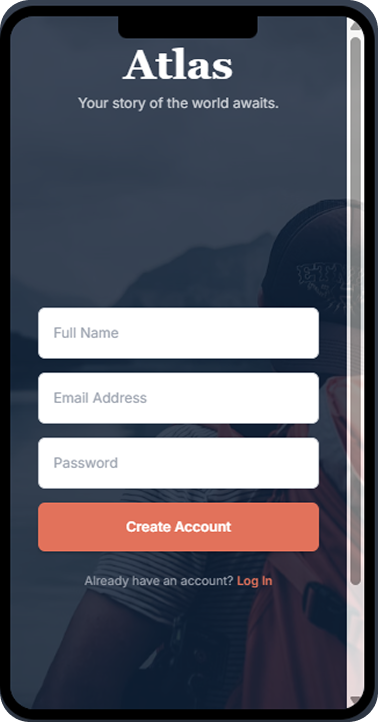 Atlas
Your story of the world awaits.
Full Name
Email Address
Password
Create Account
Already have an account? Log In